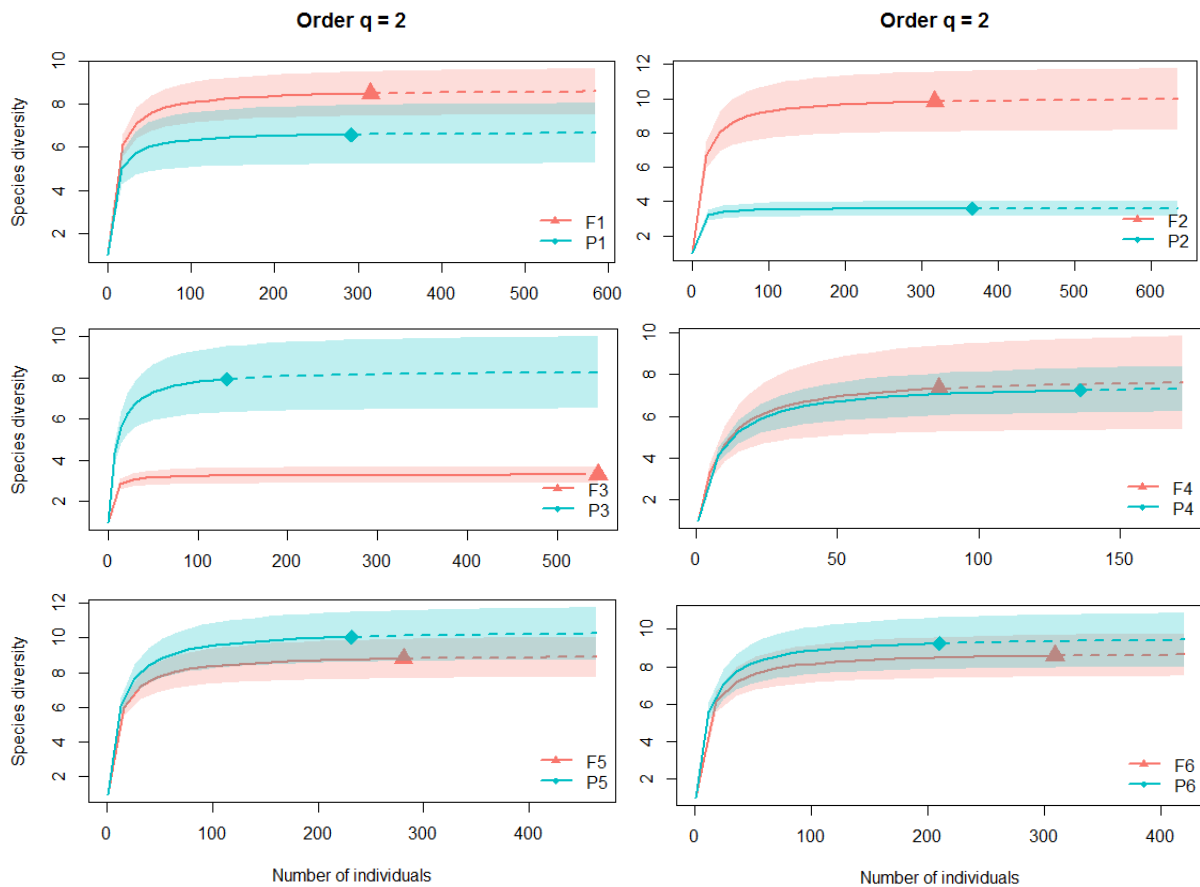 Order q = 2
Order q = 2
Species diversity
10
8
6
4
2
F1
P1
0 100 200 300 400 500 600
12
10
8
6
4
2
F2
P2
0 100 200 300 400 500 600
Species diversity
10
8
6
4
2
F3
P3
0 100 200 300 400 500
10
8
6
4
2
F4
P4
0 50 100 150
Species diversity
12
10
8
6
4
2
F5
P5
0 100 200 300 400
Number of individuals
10
8
6
4
2
F6
P6
0 100 200 300 400
Number of individuals